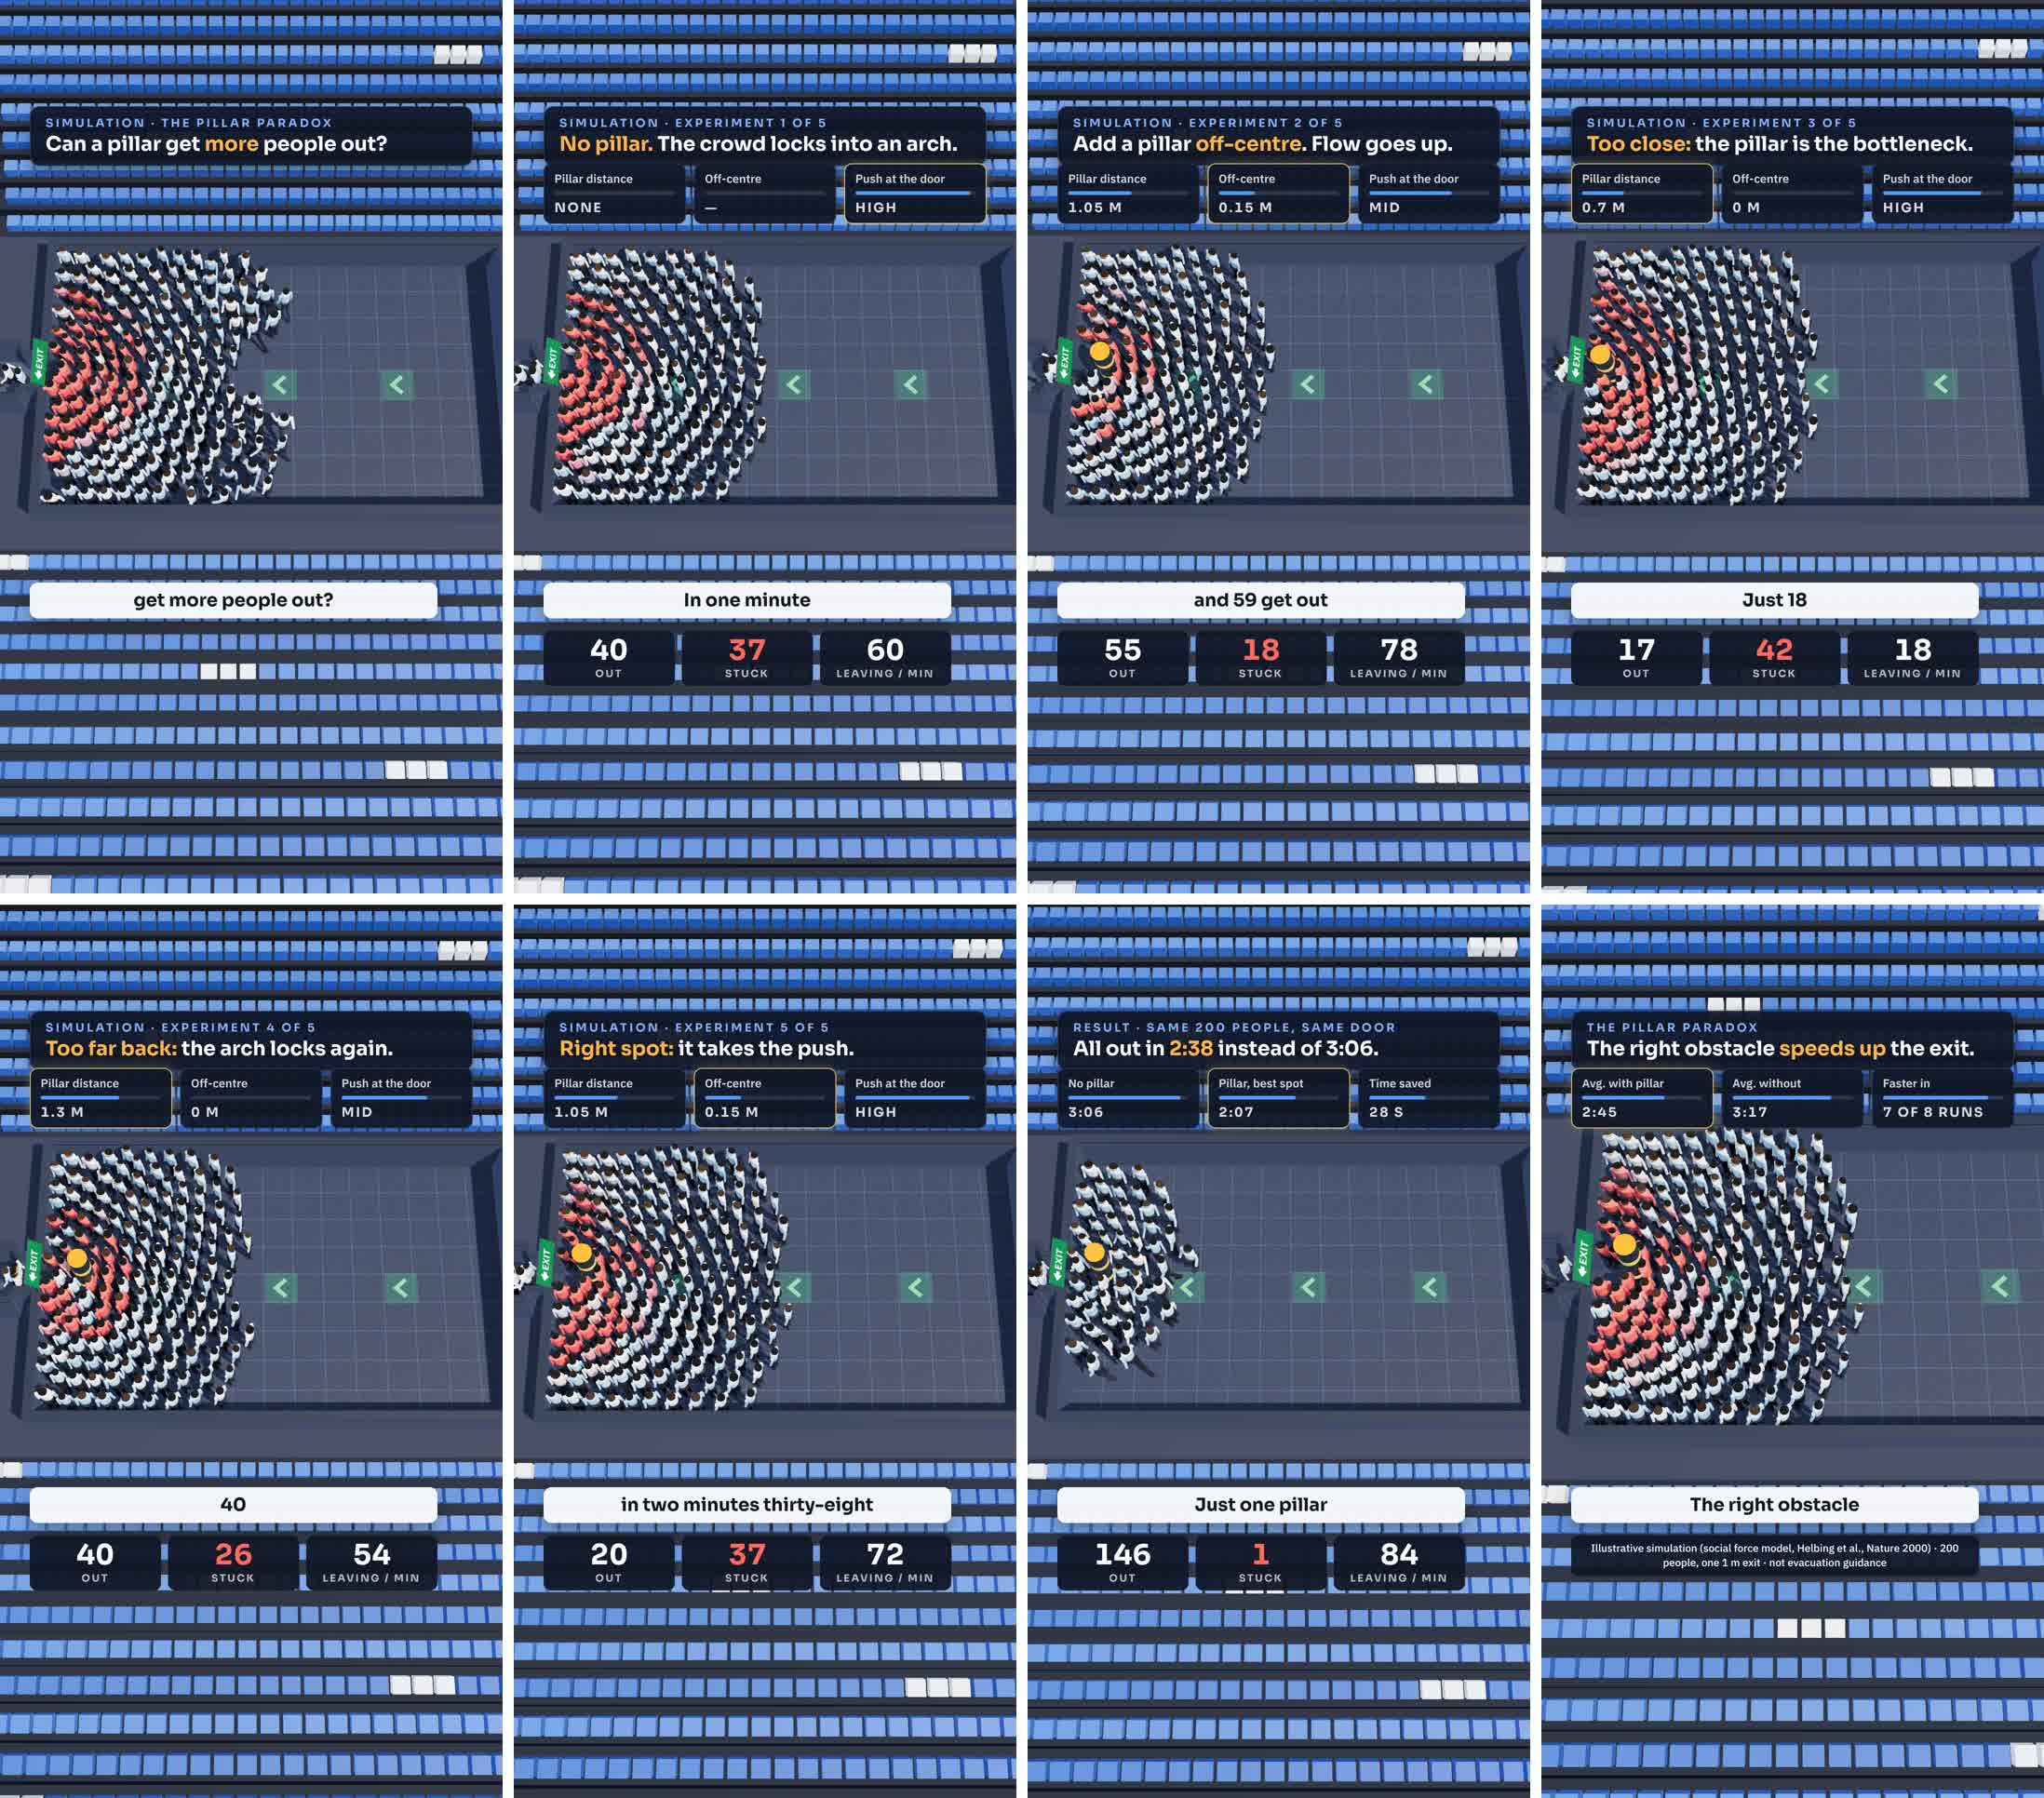 SIMULATION · THE PILLAR PARADOX
Can a pillar get more people out?
EXIT
get more people out?
SIMULATION · EXPERIMENT 1 OF 5
No pillar. The crowd locks into an arch.
Pillar distance
NONE
Off-centre
—
Push at the door
HIGH
EXIT
In one minute
40
OUT
37
STUCK
60
LEAVING / MIN
SIMULATION · EXPERIMENT 2 OF 5
Add a pillar off-centre. Flow goes up.
Pillar distance
1.05 M
Off-centre
0.15 M
Push at the door
MID
EXIT
and 59 get out
55
OUT
18
STUCK
78
LEAVING / MIN
SIMULATION · EXPERIMENT 3 OF 5
Too close: the pillar is the bottleneck.
Pillar distance
0.7 M
Off-centre
0 M
Push at the door
HIGH
EXIT
Just 18
17
OUT
42
STUCK
18
LEAVING / MIN
SIMULATION · EXPERIMENT 4 OF 5
Too far back: the arch locks again.
Pillar distance
1.3 M
Off-centre
0 M
Push at the door
MID
EXIT
40
40
OUT
26
STUCK
54
LEAVING / MIN
SIMULATION · EXPERIMENT 5 OF 5
Right spot: it takes the push.
Pillar distance
1.05 M
Off-centre
0.15 M
Push at the door
HIGH
EXIT
in two minutes thirty-eight
20
OUT
37
STUCK
72
LEAVING / MIN
RESULT · SAME 200 PEOPLE, SAME DOOR
All out in 2:38 instead of 3:06.
No pillar
3:06
Pillar, best spot
2:07
Time saved
28 S
EXIT
Just one pillar
146
OUT
1
STUCK
84
LEAVING / MIN
THE PILLAR PARADOX
The right obstacle speeds up the exit.
Avg. with pillar
2:45
Avg. without
3:17
Faster in
7 OF 8 RUNS
EXIT
The right obstacle
Illustrative simulation (social force model, Helbing et al., Nature 2000) · 200
people, one 1 m exit · not evacuation guidance